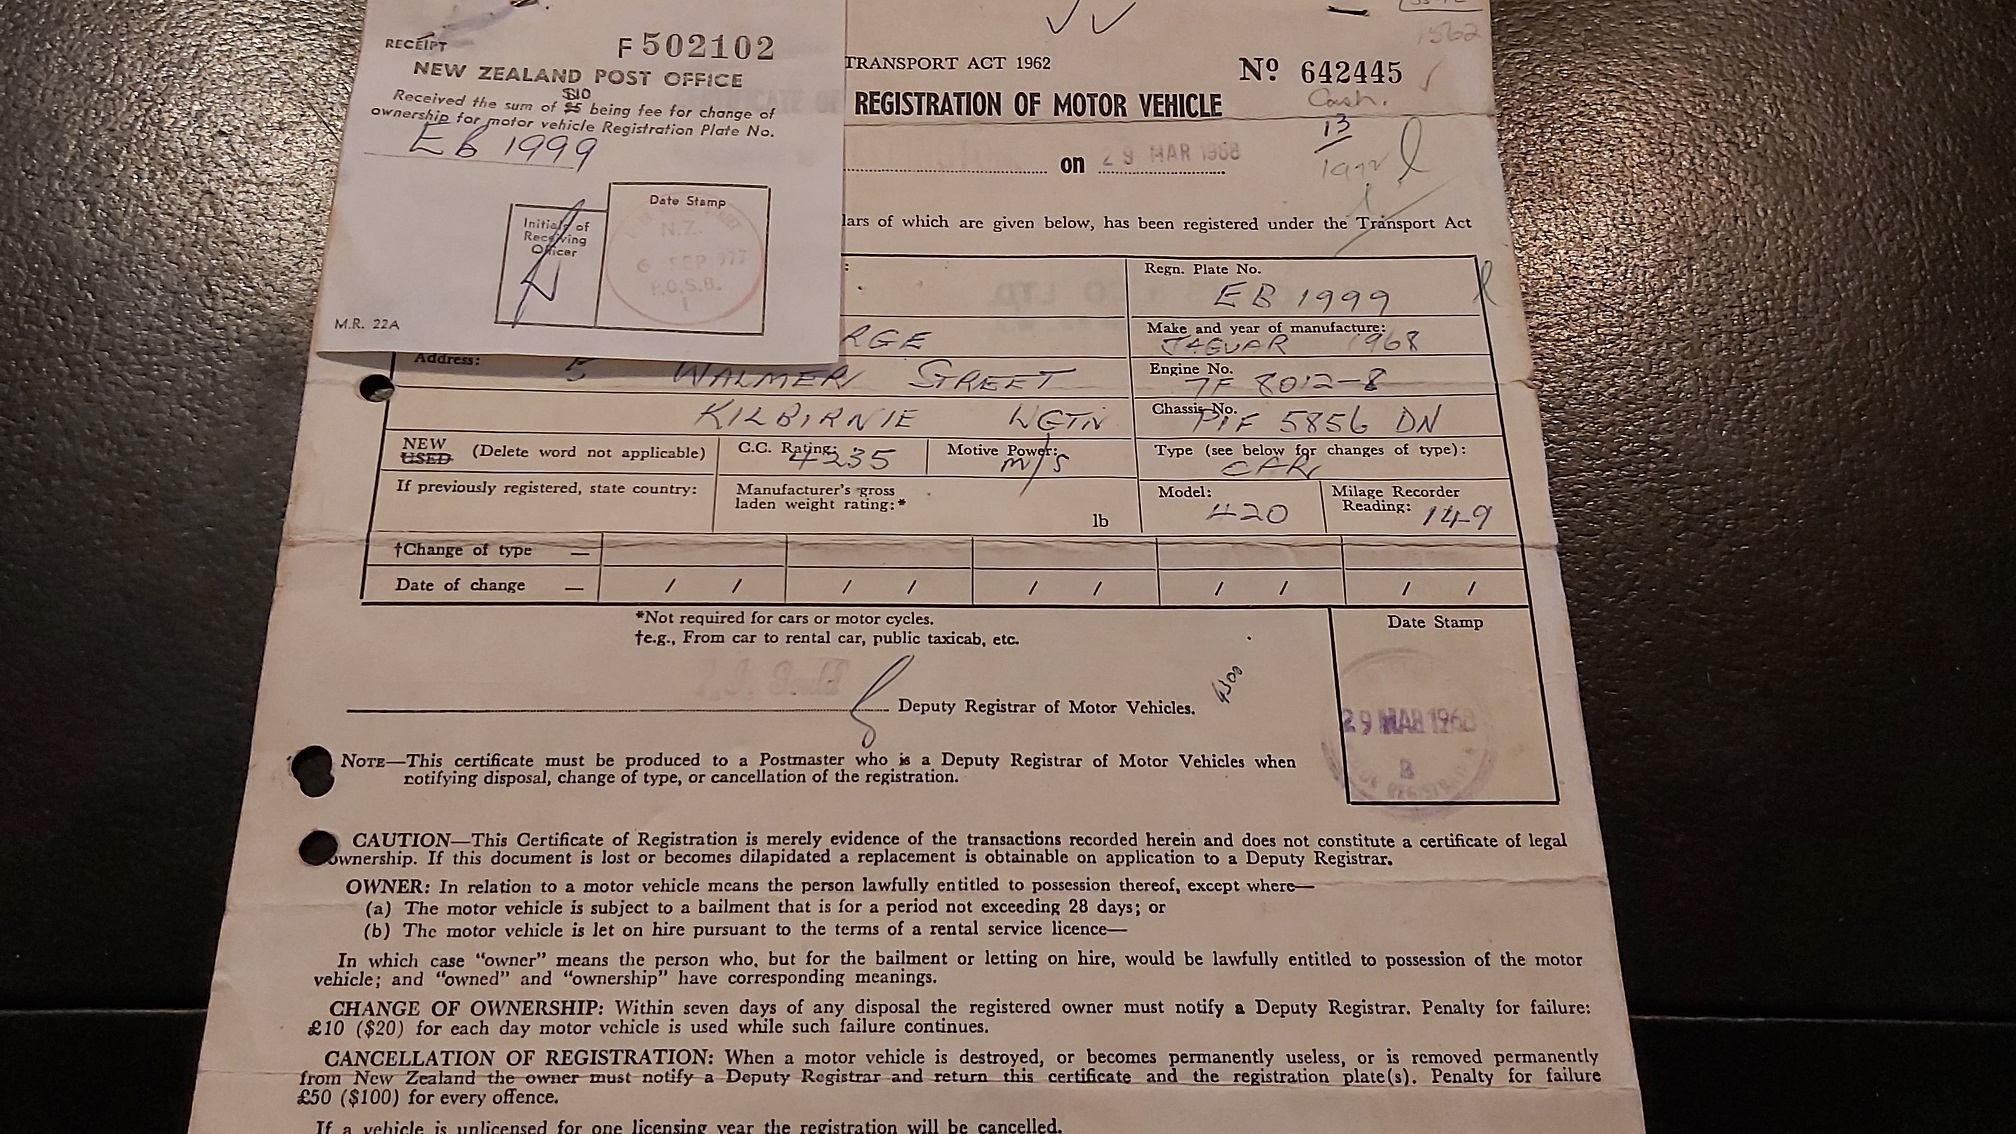 RECEIPT
F 502102
NEW ZEALAND POST OFFICE
$10
Received the sum of $5 being fee for change of
ownership for motor vehicle Registration Plate No.
EB 1999
Initials of
Receiving
Officer
Date Stamp
N.Z.
6 SEP 977
P.O.S.B.
1
M.R. 22A
1562
TRANSPORT ACT 1962
Nº 642445
REGISTRATION OF MOTOR VEHICLE
Cash.
13
on 29 MAR 1968
lars of which are given below, has been registered under the Transport Act
Regn. Plate No.
EB 1999
RGE
Make and year of manufacture:
JAGUAR 1968
Address: 5 WALMER STREET
Engine No.
7F 8012-8
KILBIRNIE WGTN
Chassis No.
P1F 5856 DN
NEW
USED (Delete word not applicable)
C.C. Rating:
4235
Motive Power:
m/s
Type (see below for changes of type):
CAR
If previously registered, state country:
Manufacturer's gross
laden weight rating:*
lb
Model:
420
Milage Recorder
Reading: 149
†Change of type —
Date of change — / / / / / / / / / /
*Not required for cars or motor cycles.
†e.g., From car to rental car, public taxicab, etc.
Date Stamp
29 MAR 1968
B
Deputy Registrar of Motor Vehicles.
4300
NOTE—This certificate must be produced to a Postmaster who is a Deputy Registrar of Motor Vehicles when
notifying disposal, change of type, or cancellation of the registration.
CAUTION—This Certificate of Registration is merely evidence of the transactions recorded herein and does not constitute a certificate of legal
ownership. If this document is lost or becomes dilapidated a replacement is obtainable on application to a Deputy Registrar.
OWNER: In relation to a motor vehicle means the person lawfully entitled to possession thereof, except where—
(a) The motor vehicle is subject to a bailment that is for a period not exceeding 28 days; or
(b) The motor vehicle is let on hire pursuant to the terms of a rental service licence—
In which case "owner" means the person who, but for the bailment or letting on hire, would be lawfully entitled to possession of the motor
vehicle; and "owned" and "ownership" have corresponding meanings.
CHANGE OF OWNERSHIP: Within seven days of any disposal the registered owner must notify a Deputy Registrar. Penalty for failure:
£10 ($20) for each day motor vehicle is used while such failure continues.
CANCELLATION OF REGISTRATION: When a motor vehicle is destroyed, or becomes permanently useless, or is removed permanently
from New Zealand the owner must notify a Deputy Registrar and return this certificate and the registration plate(s). Penalty for failure
£50 ($100) for every offence.
If a vehicle is unlicensed for one licensing year the registration will be cancelled.